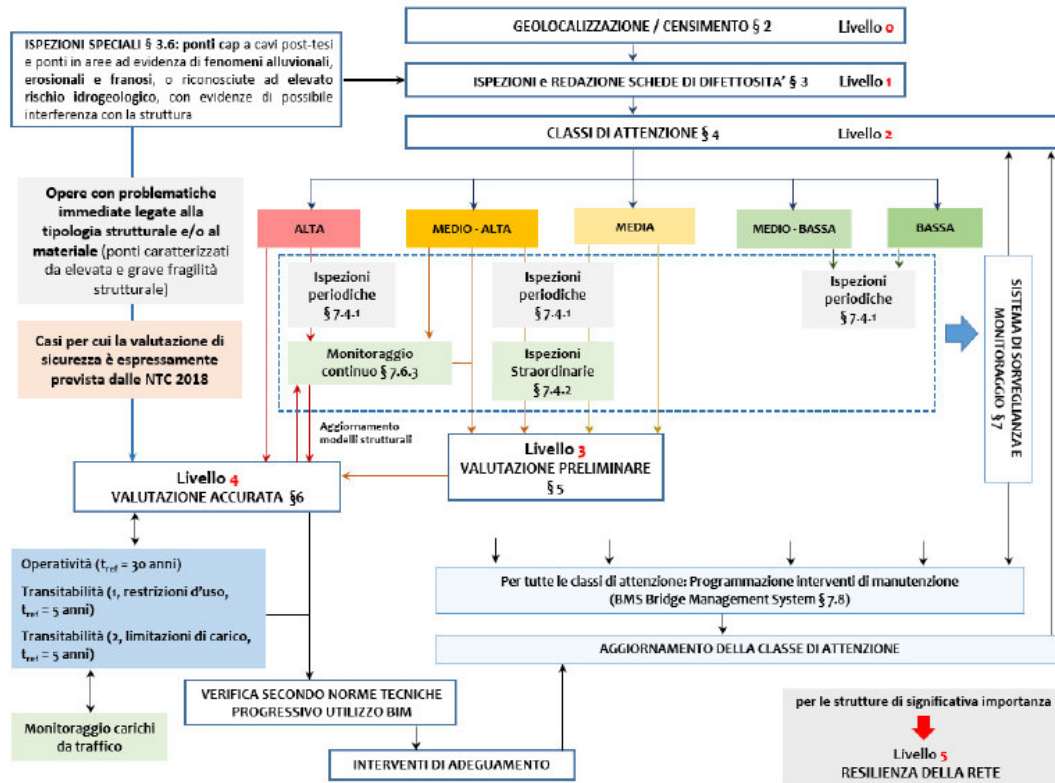 GEOLOCALIZZAZIONE / CENSIMENTO § 2 Livello 0
ISPEZIONI SPECIALI § 3.6: ponti cap a cavi post-tesi
e ponti in aree ad evidenza di fenomeni alluvionali,
erosionali e franosi, o riconosciute ad elevato
rischio idrogeologico, con evidenze di possibile
interferenza con la struttura
ISPEZIONI e REDAZIONE SCHEDE DI DIFETTOSITA’ § 3 Livello 1
CLASSI DI ATTENZIONE § 4 Livello 2
Opere con problematiche
immediate legate alla
tipologia strutturale e/o al
materiale (ponti caratterizzati
da elevata e grave fragilità
strutturale)
Casi per cui la valutazione di
sicurezza è espressamente
prevista dalle NTC 2018
ALTA
MEDIO - ALTA
MEDIA
MEDIO - BASSA
BASSA
Ispezioni
periodiche
§ 7.4.1
Ispezioni
periodiche
§ 7.4.1
Ispezioni
periodiche
§ 7.4.1
Monitoraggio
continuo § 7.6.3
Ispezioni
Straordinarie
§ 7.4.2
SISTEMA DI SORVEGLIANZA E
MONITORAGGIO § 7
Aggiornamento
modelli strutturali
Livello 3
VALUTAZIONE PRELIMINARE
§ 5
Livello 4
VALUTAZIONE ACCURATA §6
Operatività (tref = 30 anni)
Transitabilità (1, restrizioni d’uso,
tref = 5 anni)
Transitabilità (2, limitazioni di carico,
tref = 5 anni)
Monitoraggio carichi
da traffico
Per tutte le classi di attenzione: Programmazione interventi di manutenzione
(BMS Bridge Management System § 7.8)
AGGIORNAMENTO DELLA CLASSE DI ATTENZIONE
VERIFICA SECONDO NORME TECNICHE
PROGRESSIVO UTILIZZO BIM
INTERVENTI DI ADEGUAMENTO
per le strutture di significativa importanza
Livello 5
RESILIENZA DELLA RETE